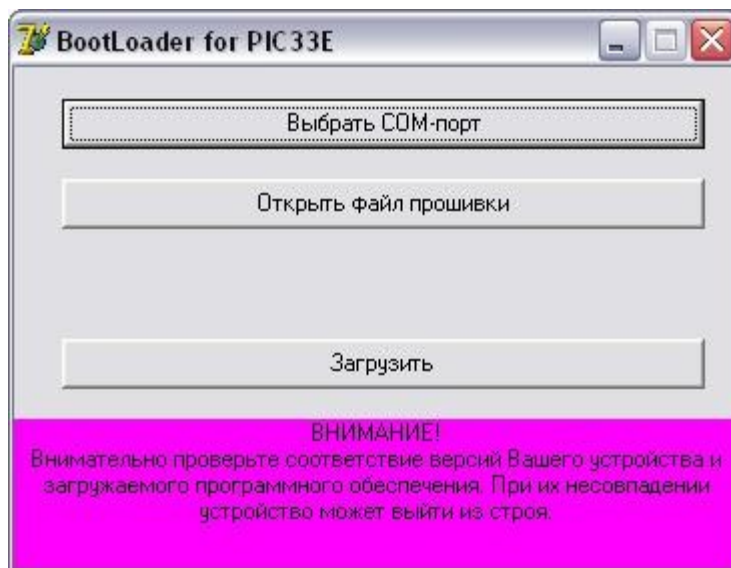 BootLoader for PIC33E
Выбрать COM-порт
Открыть файл прошивки
Загрузить
ВНИМАНИЕ!
Внимательно проверьте соответствие версий Вашего устройства и
загружаемого программного обеспечения. При их несовпадении
устройство может выйти из строя.